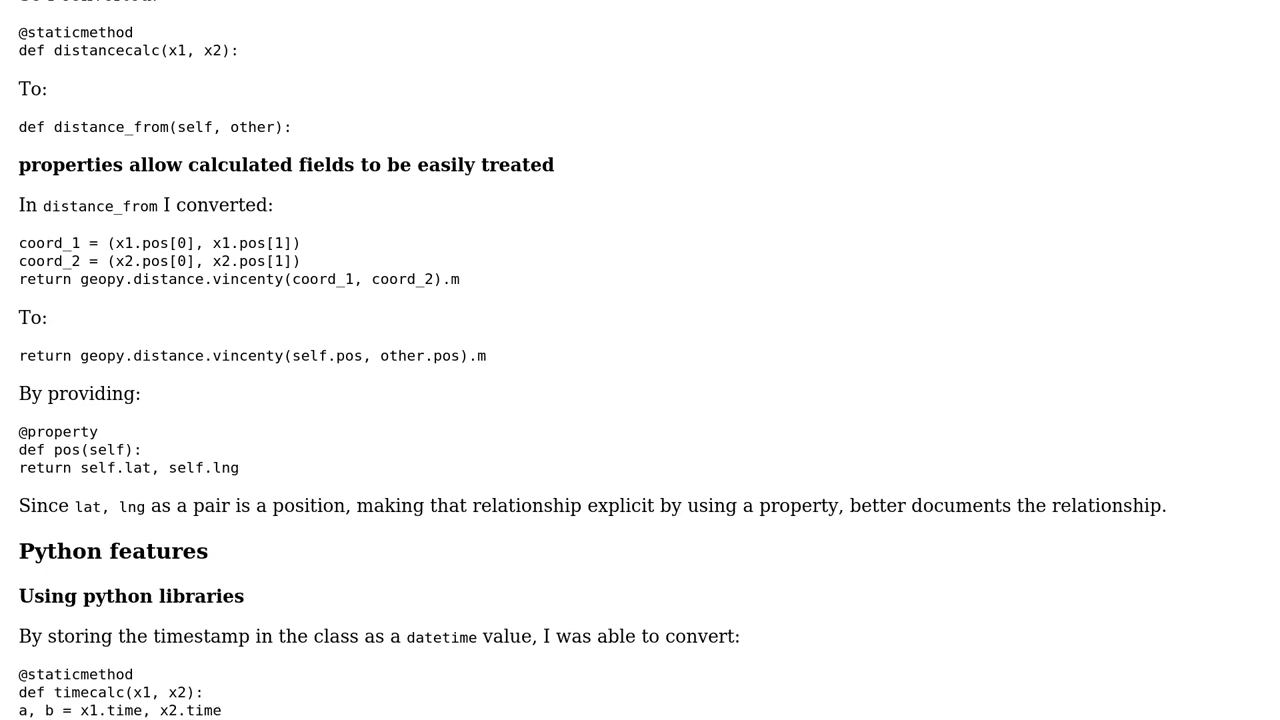 @staticmethod
def distancecalc(x1, x2):
To:
def distance_from(self, other):
properties allow calculated fields to be easily treated
In distance_from I converted:
coord_1 = (x1.pos[0], x1.pos[1])
coord_2 = (x2.pos[0], x2.pos[1])
return geopy.distance.vincenty(coord_1, coord_2).m
To:
return geopy.distance.vincenty(self.pos, other.pos).m
By providing:
@property
def pos(self):
return self.lat, self.lng
Since lat, lng as a pair is a position, making that relationship explicit by using a property, better documents the relationship.
Python features
Using python libraries
By storing the timestamp in the class as a datetime value, I was able to convert:
@staticmethod
def timecalc(x1, x2):
a, b = x1.time, x2.time